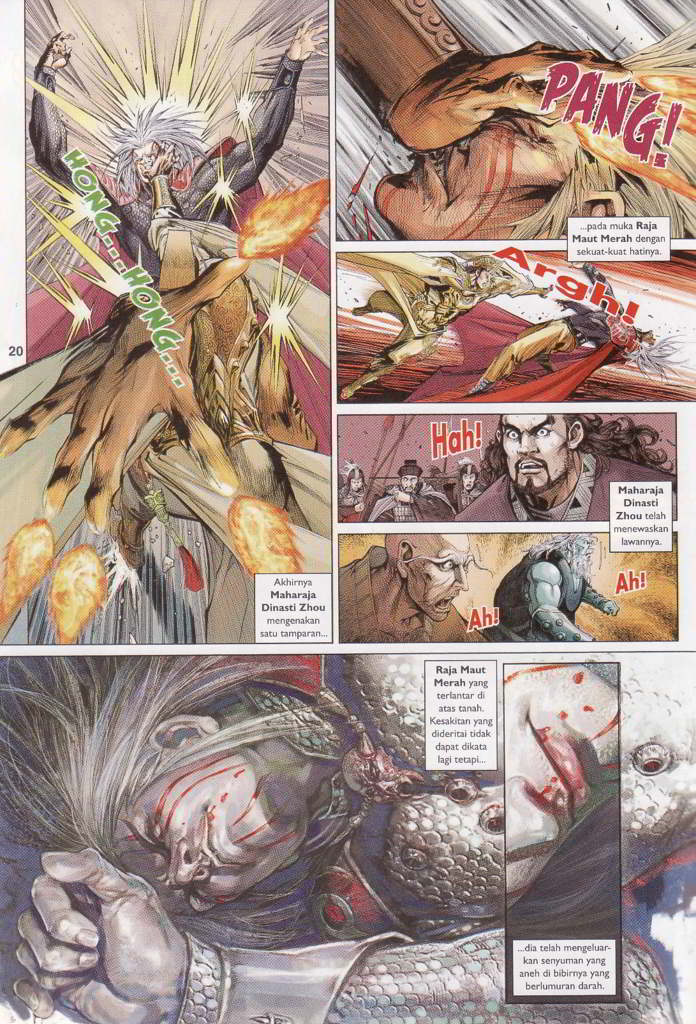 HONG...HONG...
20
Akhirnya
Maharaja
Dinasti Zhou
mengenakan
satu tamparan...
PANG!
...pada muka Raja
Maut Merah dengan
sekuat-kuat hatinya.
Argh!
Hah!
Maharaja
Dinasti Zhou telah
menewaskan
lawannya.
Ah!
Ah!
Raja Maut
Merah yang
terlantar di
atas tanah.
Kesakitan yang
dideritai tidak
dapat dikata
lagi tetapi...
...dia telah mengeluar-
kan senyuman yang
aneh di bibirnya yang
berlumuran darah.